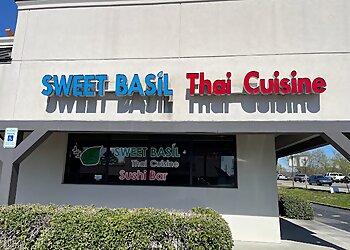 SWEET BASIL Thai Cuisine
SWEET BASIL
Thai Cuisine
Sushi Bar